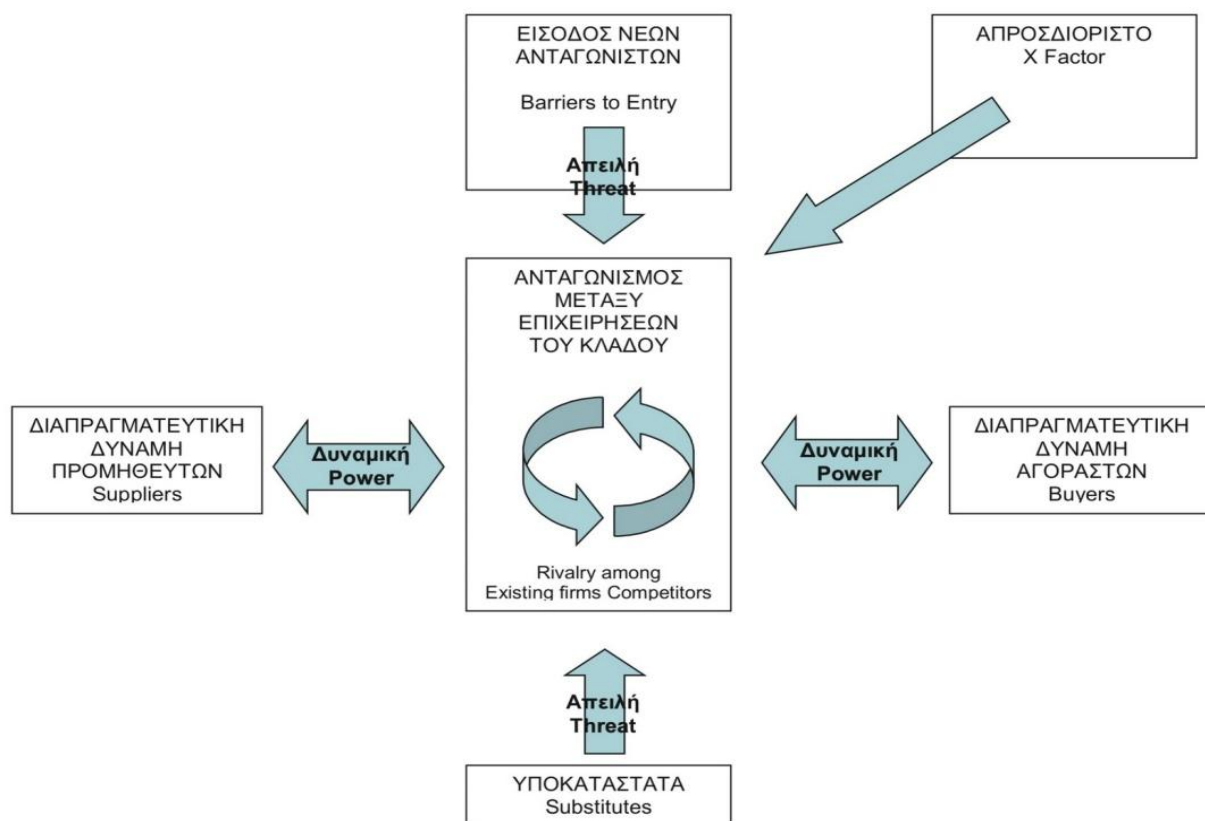 ΕΙΣΟΔΟΣ ΝΕΩΝ
ΑΝΤΑΓΩΝΙΣΤΩΝ
Barriers to Entry
Απειλή
Threat
ΑΠΡΟΣΔΙΟΡΙΣΤΟ
X Factor
ΑΝΤΑΓΩΝΙΣΜΟΣ
ΜΕΤΑΞΥ
ΕΠΙΧΕΙΡΗΣΕΩΝ
ΤΟΥ ΚΛΑΔΟΥ
Rivalry among
Existing firms Competitors
ΔΙΑΠΡΑΓΜΑΤΕΥΤΙΚΗ
ΔΥΝΑΜΗ
ΠΡΟΜΗΘΕΥΤΩΝ
Suppliers
Δυναμική
Power
Δυναμική
Power
ΔΙΑΠΡΑΓΜΑΤΕΥΤΙΚΗ
ΔΥΝΑΜΗ
ΑΓΟΡΑΣΤΩΝ
Buyers
Απειλή
Threat
ΥΠΟΚΑΤΑΣΤΑΤΑ
Substitutes